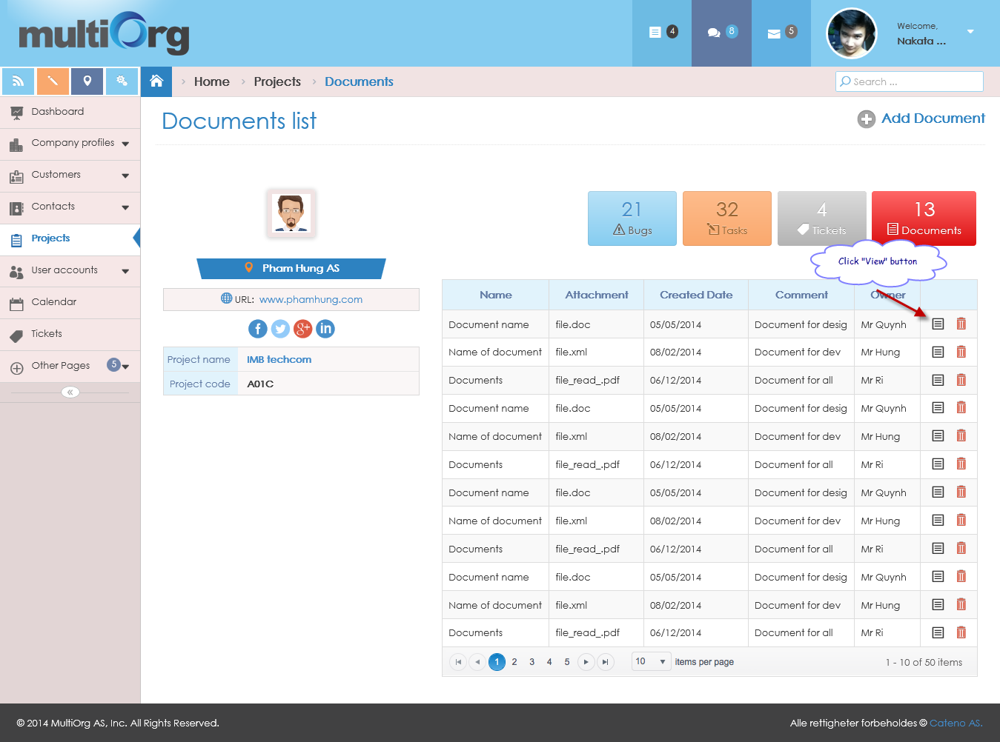 multiOrg
4
8
5
Welcome,
Nakata ...
Home
Projects
Documents
Search ...
Dashboard
Company profiles
Customers
Contacts
Projects
User accounts
Calendar
Tickets
Other Pages 5
Documents list
Add Document
21
Bugs
32
Tasks
4
Tickets
13
Documents
Click "View" button
Pham Hung AS
URL: www.phamhung.com
f g+ in
Project name IMB techcom
Project code A01C
Name Attachment Created Date Comment Owner
Document name file.doc 05/05/2014 Document for desig Mr Quynh
Name of document file.xml 08/02/2014 Document for dev Mr Hung
Documents file_read_.pdf 06/12/2014 Document for all Mr Ri
Document name file.doc 05/05/2014 Document for desig Mr Quynh
Name of document file.xml 08/02/2014 Document for dev Mr Hung
Documents file_read_.pdf 06/12/2014 Document for all Mr Ri
Document name file.doc 05/05/2014 Document for desig Mr Quynh
Name of document file.xml 08/02/2014 Document for dev Mr Hung
Documents file_read_.pdf 06/12/2014 Document for all Mr Ri
Document name file.doc 05/05/2014 Document for desig Mr Quynh
Name of document file.xml 08/02/2014 Document for dev Mr Hung
Documents file_read_.pdf 06/12/2014 Document for all Mr Ri
1 2 3 4 5 10 items per page 1 - 10 of 50 items
© 2014 MultiOrg AS, Inc. All Rights Reserved.
Alle rettigheter forbeholdes © Cateno AS.